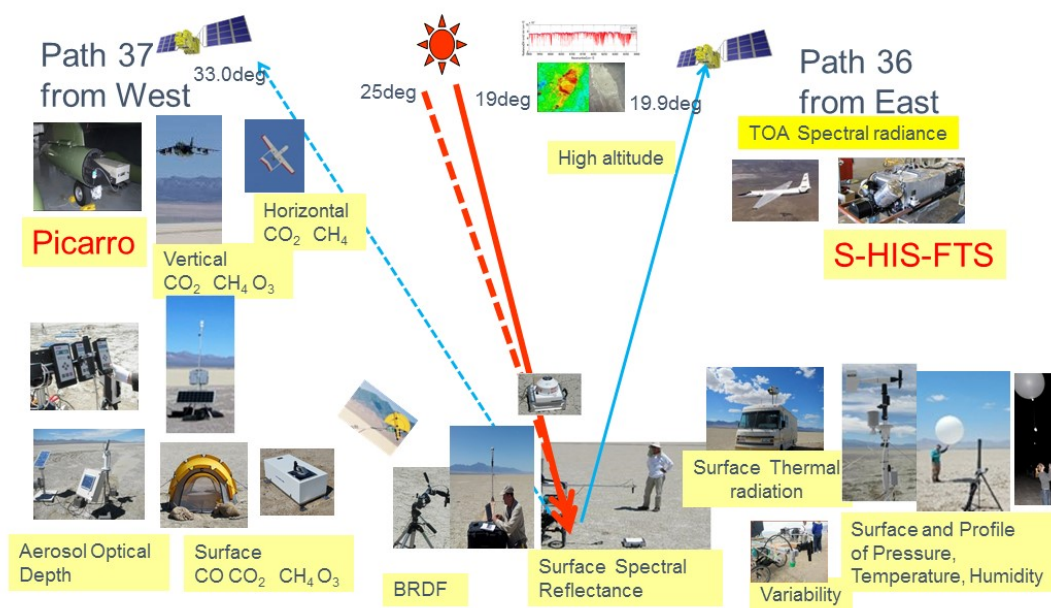 Path 37
from West
33.0deg
25deg
19deg
19.9deg
Path 36
from East
TOA Spectral radiance
High altitude
Picarro
Horizontal
CO₂ CH₄
S-HIS-FTS
Vertical
CO₂ CH₄ O₃
Surface Thermal
radiation
Aerosol Optical
Depth
Surface
CO CO₂ CH₄ O₃
BRDF
Surface Spectral
Reflectance
Variability
Surface and Profile
of Pressure,
Temperature, Humidity